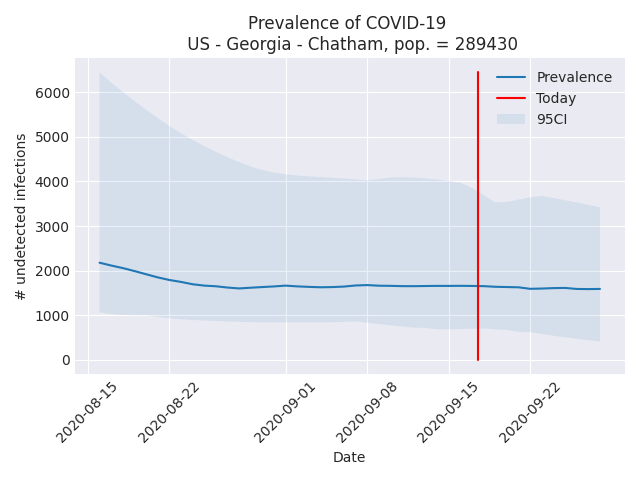 Prevalence of COVID-19
US - Georgia - Chatham, pop. = 289430
Prevalence
Today
95CI
# undetected infections
6000
5000
4000
3000
2000
1000
0
2020-08-15
2020-08-22
2020-09-01
2020-09-08
2020-09-15
2020-09-22
Date